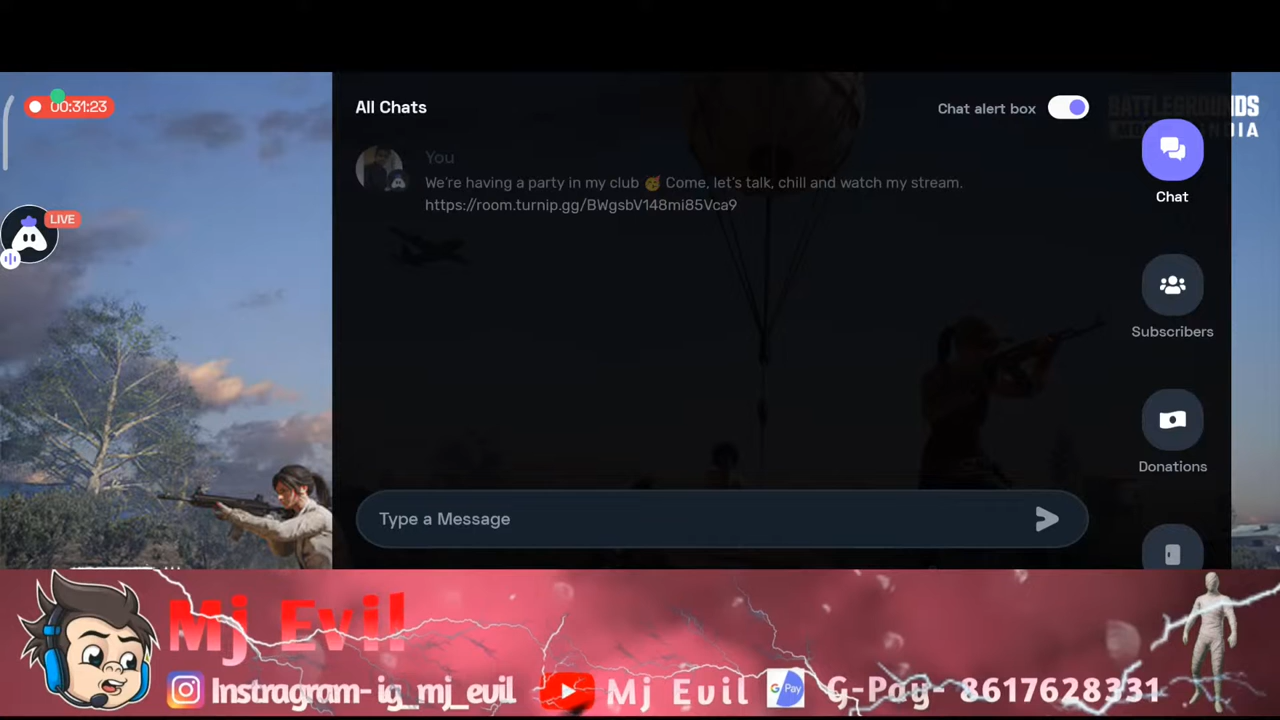 00:31:23
All Chats
Chat alert box
BATTLEGROUNDS
You
We're having a party in my club 🥳 Come, let's talk, chill and watch my stream.
https://room.turnip.gg/BWgsbV148mi85Vca9
Chat
LIVE
Subscribers
Donations
Type a Message
Mj Evil
Instragram- ig_mj_evil
Mj Evil
G Pay
G-Pay- 8617628331